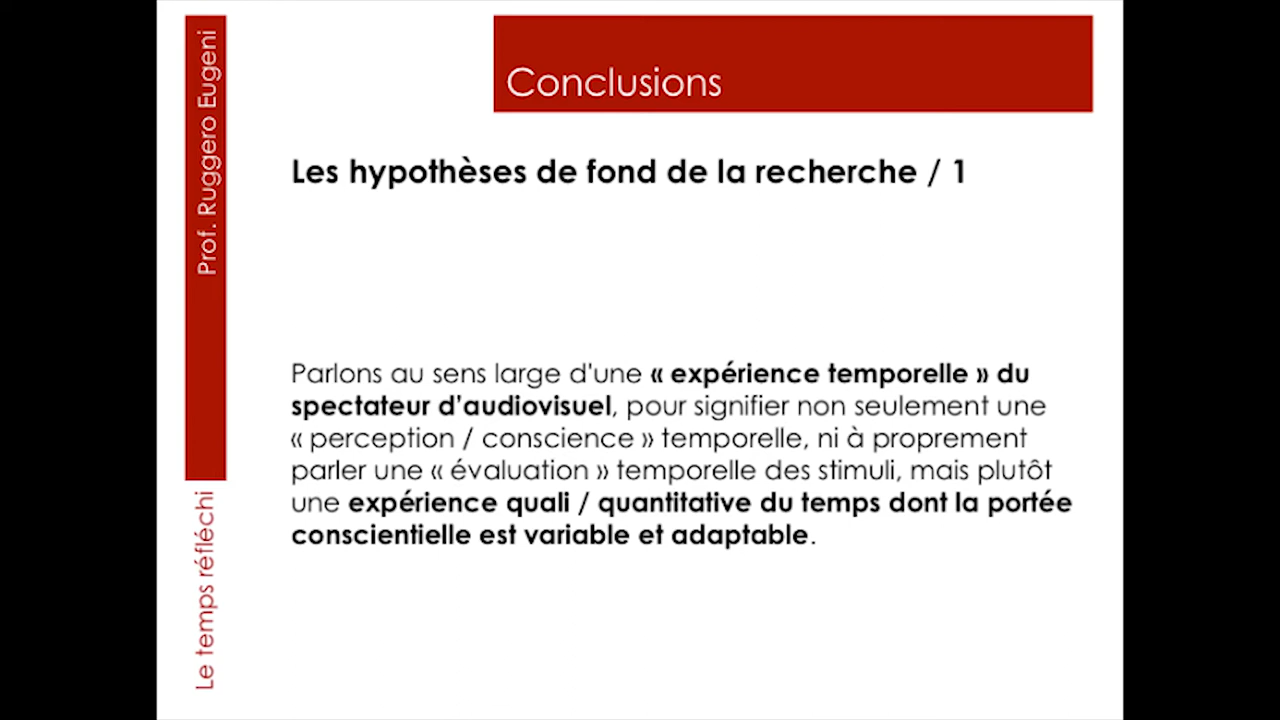 Prof. Ruggero Eugeni
Le temps réfléchi
Conclusions
Les hypothèses de fond de la recherche / 1
Parlons au sens large d'une « expérience temporelle » du
spectateur d'audiovisuel, pour signifier non seulement une
« perception / conscience » temporelle, ni à proprement
parler une « évaluation » temporelle des stimuli, mais plutôt
une expérience quali / quantitative du temps dont la portée
conscientielle est variable et adaptable.